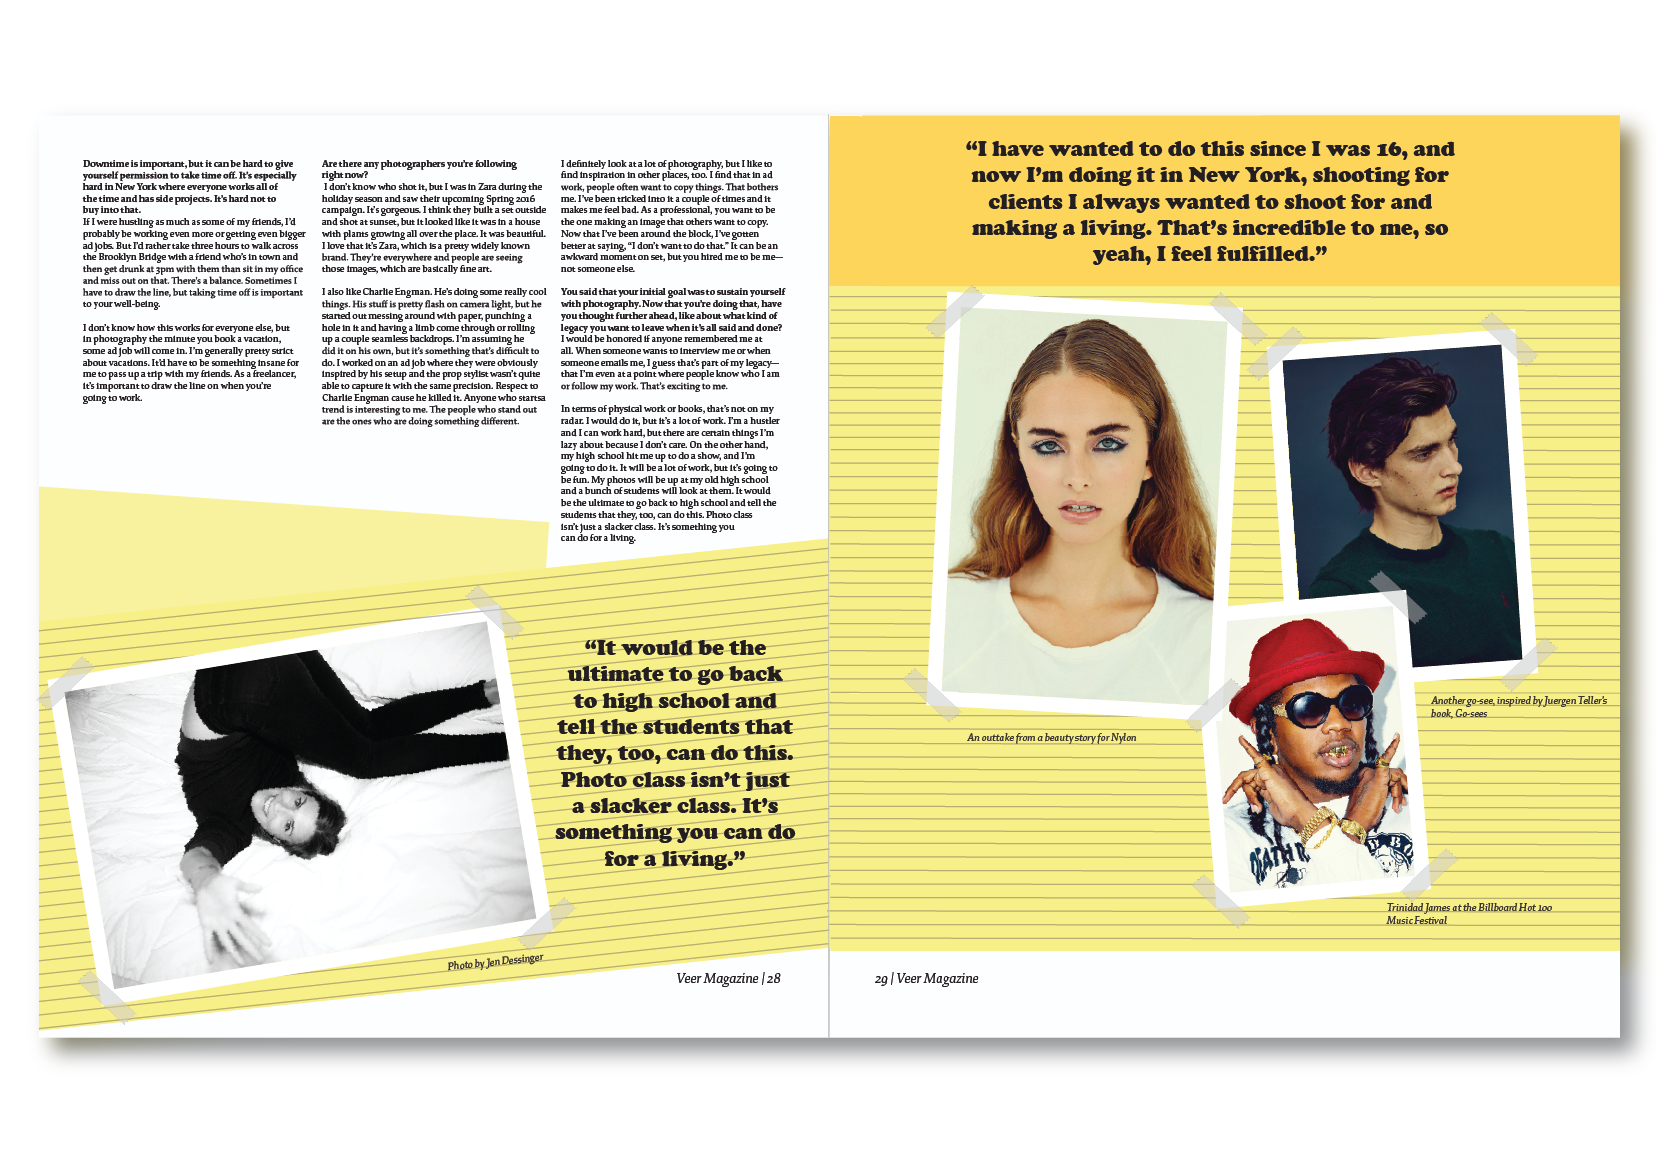 Downtime is important, but it can be hard to give
yourself permission to take time off. It's especially
hard in New York where everyone works all of
the time and has side projects. It's hard not to
buy into that.
If I were hustling as much as some of my friends, I'd
probably be working even more or getting even bigger
ad jobs. But I'd rather take three hours to walk across
the Brooklyn Bridge with a friend who's in town and
then get drunk at 3pm with them than sit in my office
and miss out on that. There's a balance. Sometimes I
have to draw the line, but taking time off is important
to your well-being.
I don't know how this works for everyone else, but
in photography the minute you book a vacation,
some ad job will come in. I'm generally pretty strict
about vacations. It'd have to be something insane for
me to pass up a trip with my friends. As a freelancer,
it's important to draw the line on when you're
going to work.
Are there any photographers you're following
right now?
I don't know who shot it, but I was in Zara during the
holiday season and saw their upcoming Spring 2016
campaign. It's gorgeous. I think they built a set outside
and shot at sunset, but it looked like it was in a house
with plants growing all over the place. It was beautiful.
I love that it's Zara, which is a pretty widely known
brand. They're everywhere and people are seeing
those images, which are basically fine art.
I also like Charlie Engman. He's doing some really cool
things. His stuff is pretty flash on camera light, but he
started out messing around with paper, punching a
hole in it and having a limb come through or rolling
up a couple seamless backdrops. I'm assuming he
did it on his own, but it's something that's difficult to
do. I worked on an ad job where they were obviously
inspired by his setup and the prop stylist wasn't quite
able to capture it with the same precision. Respect to
Charlie Engman cause he killed it. Anyone who startsa
trend is interesting to me. The people who stand out
are the ones who are doing something different.
I definitely look at a lot of photography, but I like to
find inspiration in other places, too. I find that in ad
work, people often want to copy things. That bothers
me. I've been tricked into it a couple of times and it
makes me feel bad. As a professional, you want to be
the one making an image that others want to copy.
Now that I've been around the block, I've gotten
better at saying, "I don't want to do that." It can be an
awkward moment on set, but you hired me to be me—
not someone else.
You said that your initial goal was to sustain yourself
with photography. Now that you're doing that, have
you thought further ahead, like about what kind of
legacy you want to leave when it's all said and done?
I would be honored if anyone remembered me at
all. When someone wants to interview me or when
someone emails me, I guess that's part of my legacy—
that I'm even at a point where people know who I am
or follow my work. That's exciting to me.
In terms of physical work or books, that's not on my
radar. I would do it, but it's a lot of work. I'm a hustler
and I can work hard, but there are certain things I'm
lazy about because I don't care. On the other hand,
my high school hit me up to do a show, and I'm
going to do it. It will be a lot of work, but it's going to
be fun. My photos will be up at my old high school
and a bunch of students will look at them. It would
be the ultimate to go back to high school and tell the
students that they, too, can do this. Photo class
isn't just a slacker class. It's something you
can do for a living.
"It would be the
ultimate to go back
to high school and
tell the students that
they, too, can do this.
Photo class isn't just
a slacker class. It's
something you can do
for a living."
Photo by Jen Dessinger
Veer Magazine | 28
"I have wanted to do this since I was 16, and
now I'm doing it in New York, shooting for
clients I always wanted to shoot for and
making a living. That's incredible to me, so
yeah, I feel fulfilled."
An outtake from a beauty story for Nylon
Another go-see, inspired by Juergen Teller's
book, Go-sees
DEATH R
Trinidad James at the Billboard Hot 100
Music Festival
29 | Veer Magazine